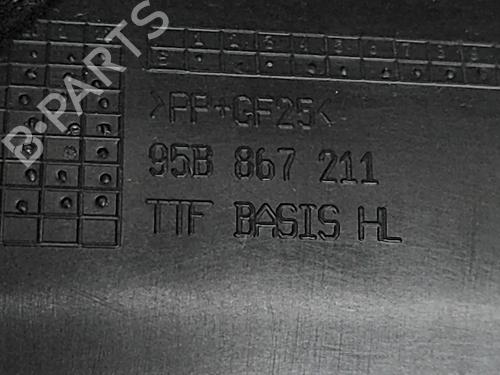 >PP+GF25<
95B 867 211
TTF BASIS HL
B-PARTS